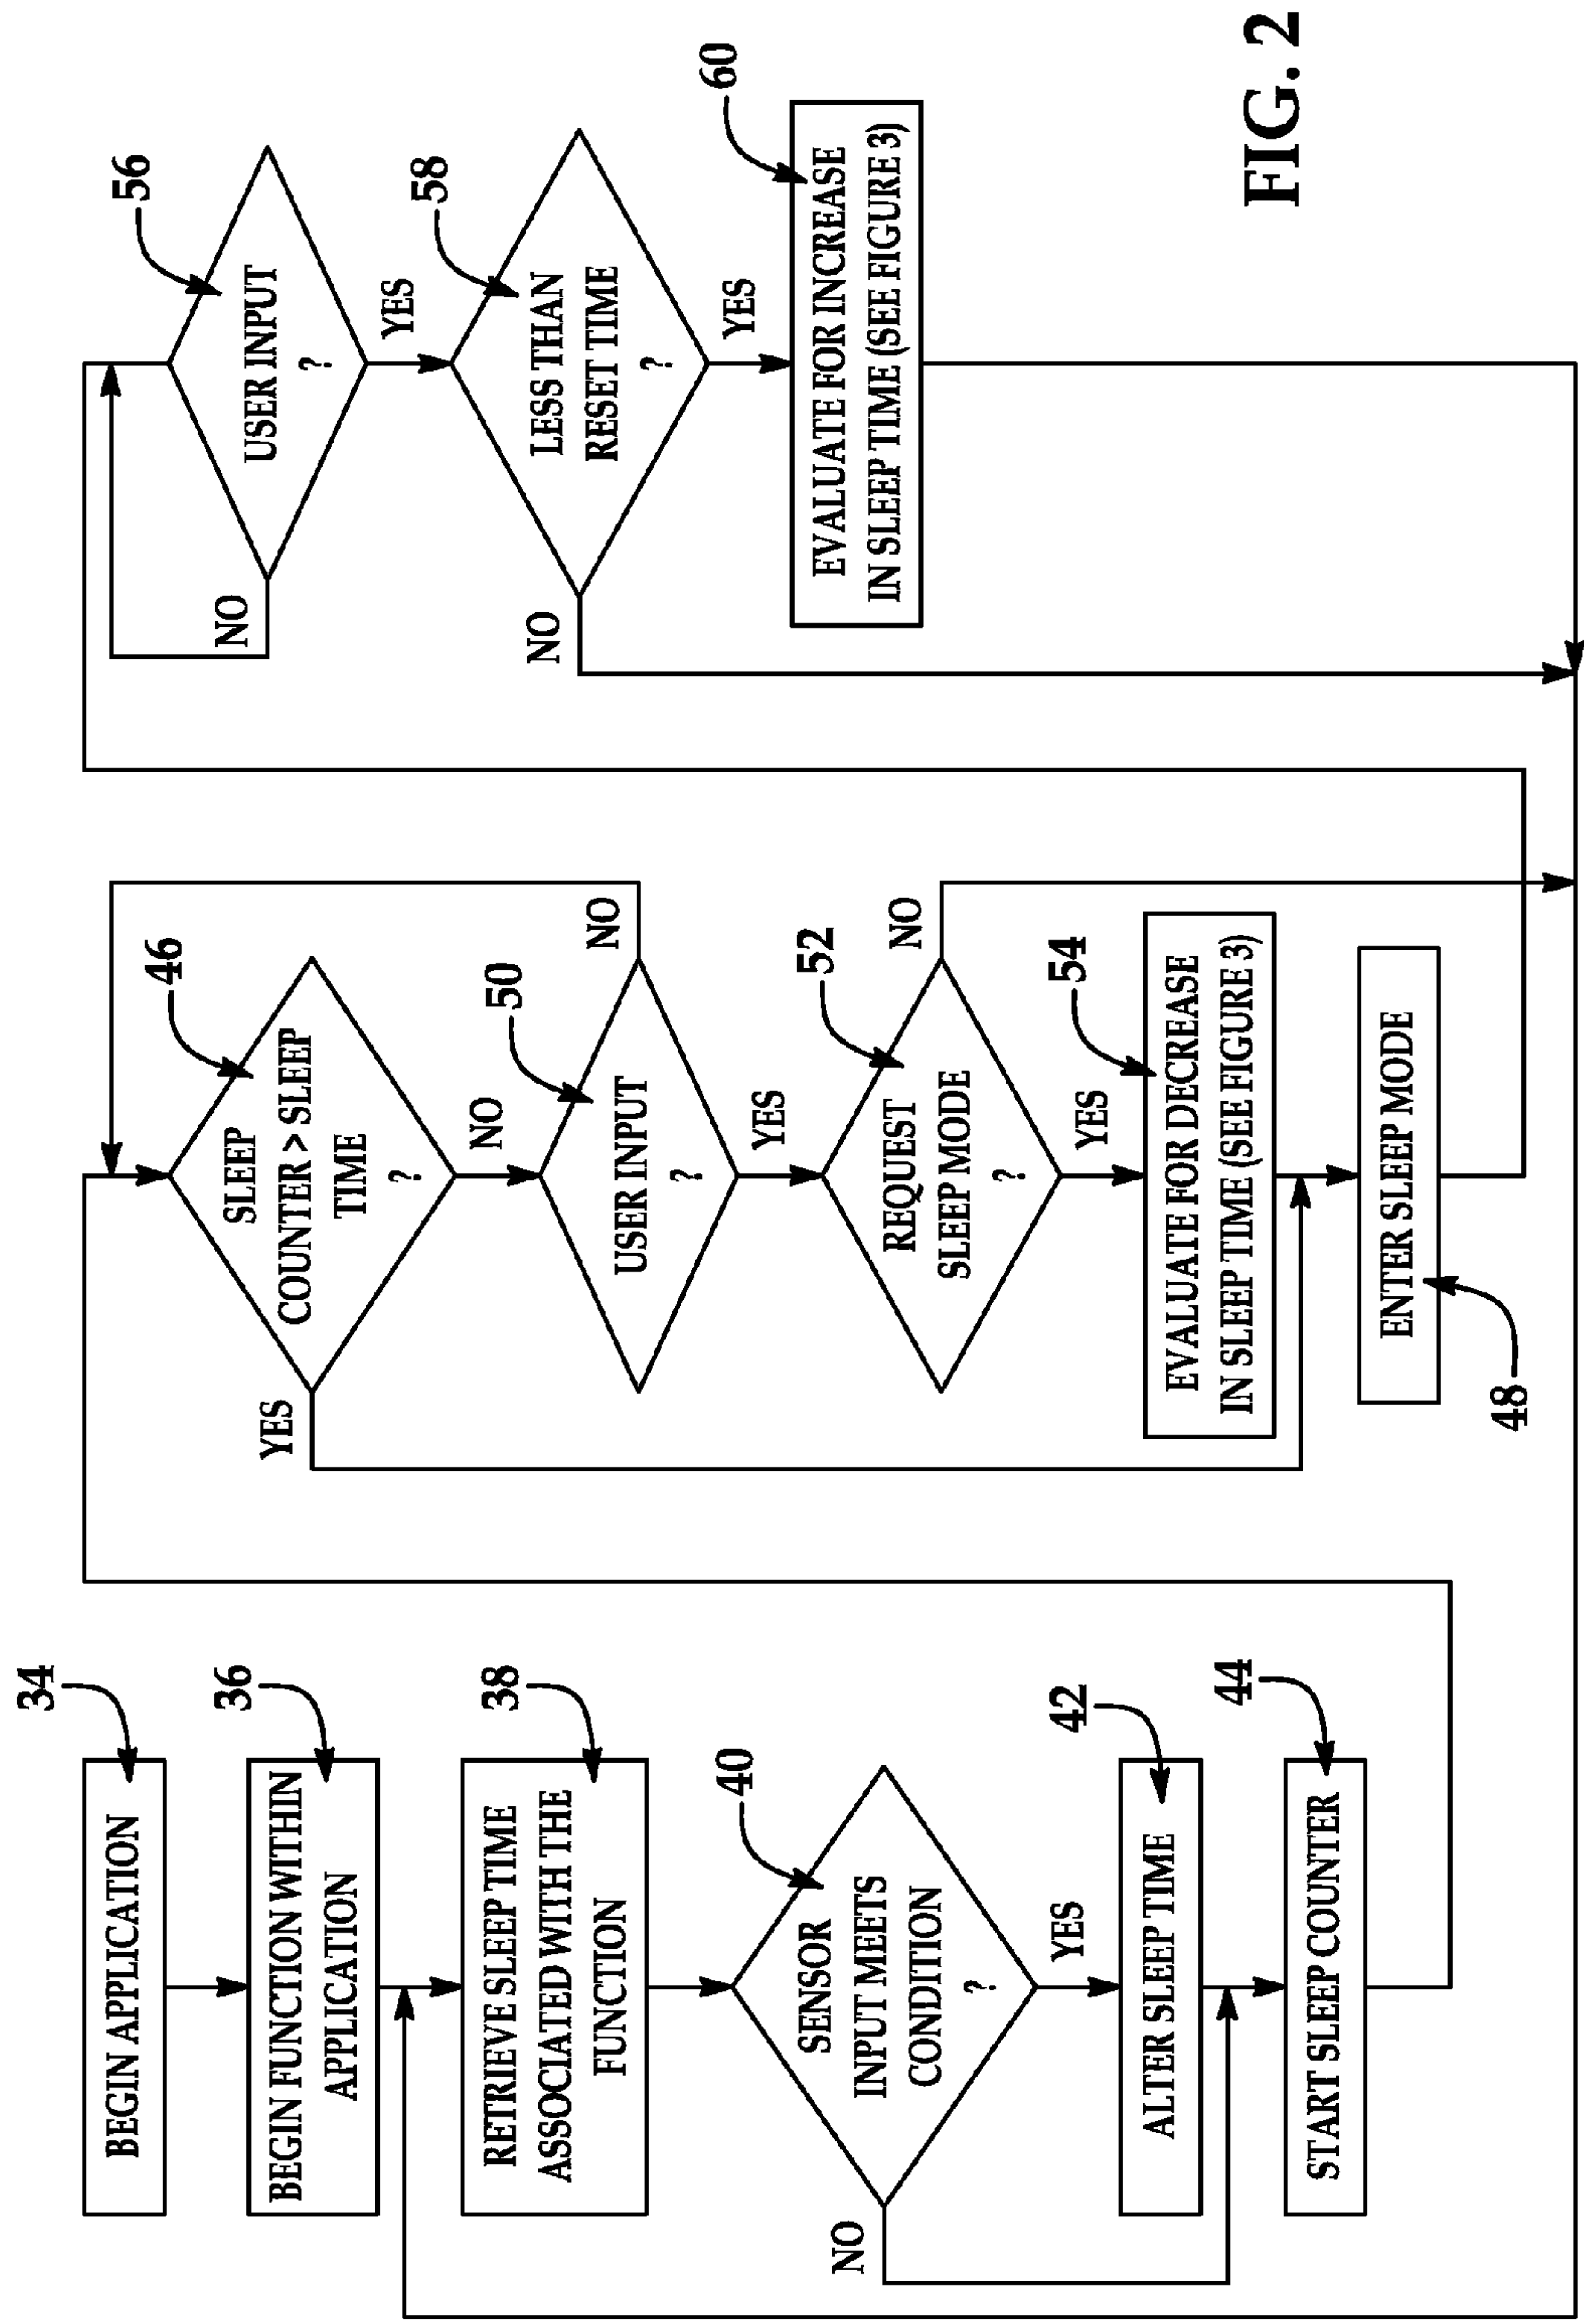 34
BEGIN APPLICATION
36
BEGIN FUNCTION WITHIN
APPLICATION
38
RETRIEVE SLEEP TIME
ASSOCIATED WITH THE
FUNCTION
40
SENSOR
INPUT MEETS
CONDITION
?
NO
YES
42
ALTER SLEEP TIME
44
START SLEEP COUNTER
46
SLEEP
COUNTER > SLEEP
TIME
?
YES
NO
50
USER INPUT
?
NO
YES
52
REQUEST
SLEEP MODE
?
NO
YES
54
EVALUATE FOR DECREASE
IN SLEEP TIME (SEE FIGURE 3)
ENTER SLEEP MODE
48
56
USER INPUT
?
NO
YES
58
LESS THAN
RESET TIME
?
NO
YES
60
EVALUATE FOR INCREASE
IN SLEEP TIME (SEE FIGURE 3)
FIG. 2